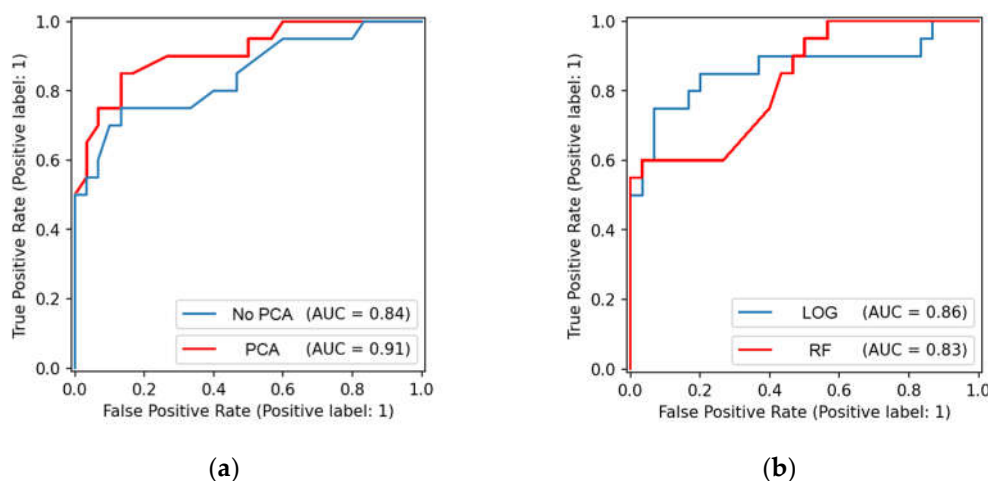 1.0
0.8
0.6
0.4
0.2
0.0
True Positive Rate (Positive label: 1)
No PCA (AUC = 0.84)
PCA (AUC = 0.91)
0.0 0.2 0.4 0.6 0.8 1.0
False Positive Rate (Positive label: 1)
(a)
1.0
0.8
0.6
0.4
0.2
0.0
True Positive Rate (Positive label: 1)
LOG (AUC = 0.86)
RF (AUC = 0.83)
0.0 0.2 0.4 0.6 0.8 1.0
False Positive Rate (Positive label: 1)
(b)